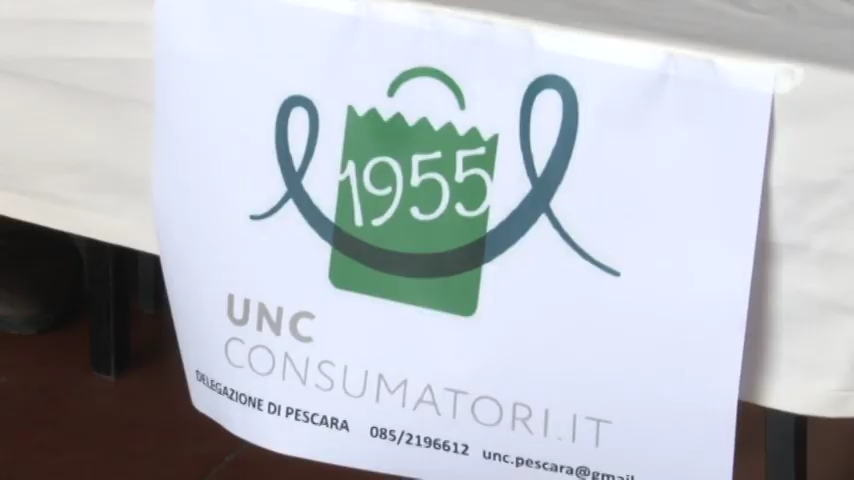 1955
UNC
CONSUMATORI.IT
DELEGAZIONE DI PESCARA 085/2196612 unc.pescara@gmail